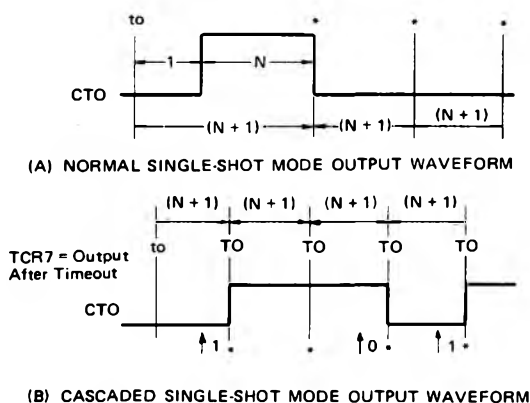 to * * *
1 N
CTO
(N + 1) (N + 1) (N + 1)
(A) NORMAL SINGLE-SHOT MODE OUTPUT WAVEFORM
(N + 1) (N + 1) (N + 1) (N + 1)
to TO TO TO TO
TCR7 = Output
After Timeout
CTO
1 * * 0 * 1 *
(B) CASCADED SINGLE-SHOT MODE OUTPUT WAVEFORM